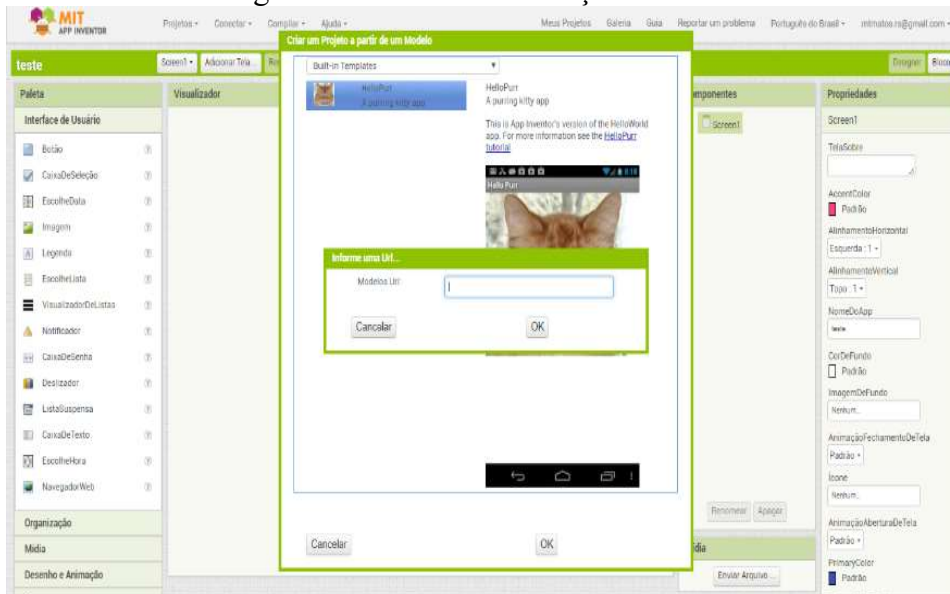 MIT
APP INVENTOR
Projetos
Conectar
Compilar
Ajuda
Meus Projetos
Galeria
Guia
Reportar um problema
Português do Brasil
teste
Screen1
Adicionar Tela ...
Designer
Paleta
Interface de Usuário
Botão
CaixaDeSeleção
EscolheData
Imagem
Legenda
EscolheLista
VisualizadorDeListas
Notificador
CaixaDeSenha
Deslizador
ListaSuspensa
CaixaDeTexto
EscolheHora
NavegadorWeb
Organização
Mídia
Desenho e Animação
Visualizador
Criar um Projeto a partir de um Modelo
Built-in Templates
HelloPurr
A purring kitty app
HelloPurr
A purring kitty app
This is App Inventor's version of the HelloWorld
app. For more information see the HelloPurr
tutorial
Hello Purr
Informe uma Url...
Modelos Url:
Cancelar
OK
Cancelar
OK
Screen1
Renomear
Apagar
Enviar Arquivo ...
Propriedades
Screen1
TelaSobre
AccentColor
Padrão
AlinhamentoHorizontal
Esquerda : 1
AlinhamentoVertical
Topo : 1
NomeDoApp
teste
CorDeFundo
Padrão
ImagemDeFundo
Nenhum...
AnimaçãoFechamentoDeTela
Padrão
Ícone
Nenhum...
AnimaçãoAberturaDeTela
Padrão
PrimaryColor
Padrão